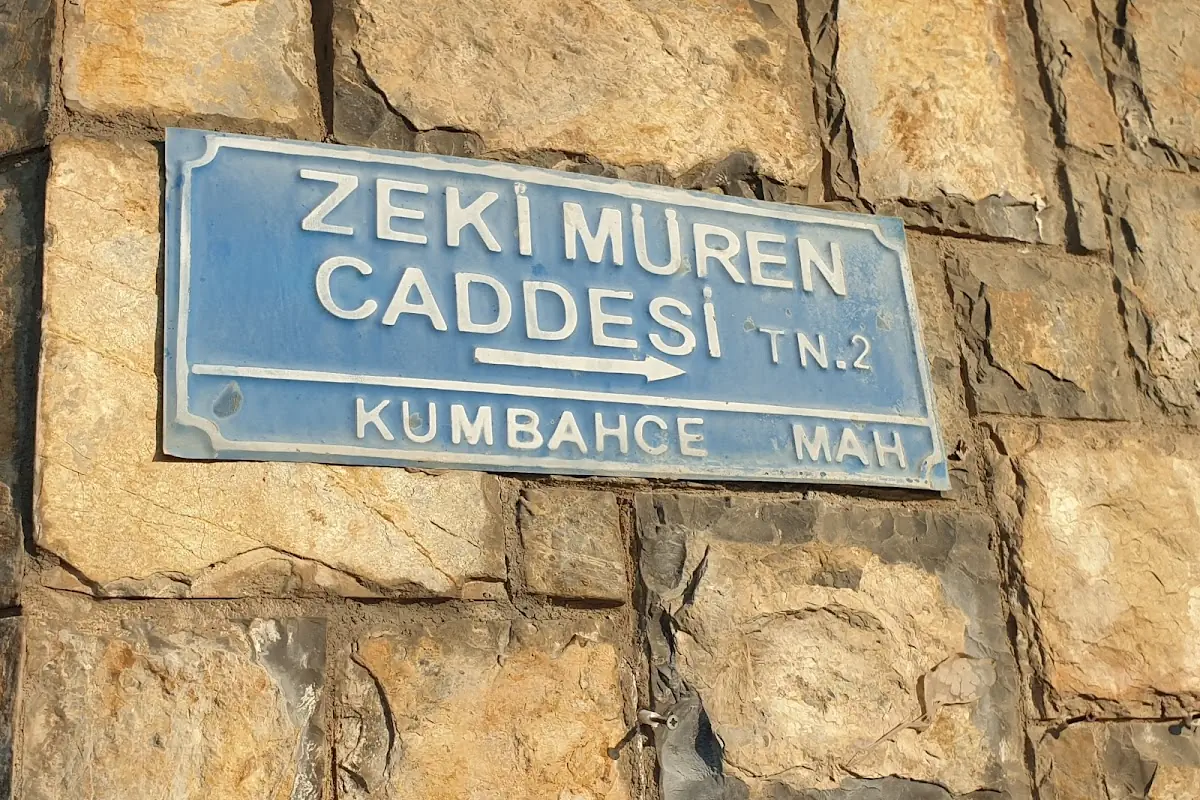 ZEKİ MÜREN
CADDESİ TN.2
KUMBAHCE MAH